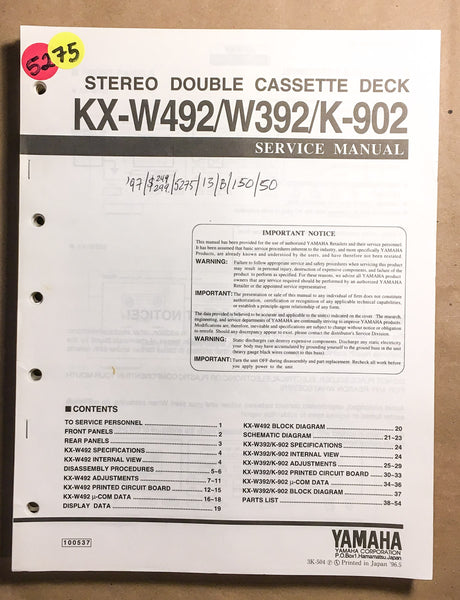 5275
STEREO DOUBLE CASSETTE DECK
KX-W492/W392/K-902
SERVICE MANUAL
'97/$249 299/5275/13/B/150/50
IMPORTANT NOTICE
This manual has been provided for the use of authorized YAMAHA Retailers and their service personnel.
It has been assumed that basic service procedures inherent to the industry, and more specifically YAMAHA
Products, are already known and understood by the users, and have therefore not been restated.
WARNING: Failure to follow appropriate service and safety procedures when servicing this product
may result in personal injury, destruction of expensive components, and failure of the
product to perform as specified. For these reasons, we advise all YAMAHA product
owners that any service required should be performed by an authorized YAMAHA
Retailer or the appointed service representative
IMPORTANT: The presentation or sale of this manual to any individual of firm does not constitute
authorization, certification or recognition of any applicable technical capabilities,
or establish a principle-agent relationship of any form.
The data provided is believed to be accurate and applicable to the unit(s) indicated on the cover. The research,
engineering, and service departments of YAMAHA are continually striving to improve YAMAHA products.
Modifications are, therefore, inevitable and specifications are subject to change without notice or obligation
to retrofit. Should any discrepancy appear to exist, please contact the distributor's Service Division.
WARNING: Static discharges can destroy expensive components. Discharge any static electricity
your body may have accumulated by grounding yourself to the ground buss in the unit
(heavy gauge black wires connect to this buss).
IMPORTANT: Turn the unit OFF during disassembly and part replacement. Recheck all work before
you apply power to the unit
CONTENTS
TO SERVICE PERSONNEL 1
FRONT PANELS 2
REAR PANELS 3
KX-W492 SPECIFICATIONS 4
KX-W492 INTERNAL VIEW 4
DISASSEMBLY PROCEDURES 5–6
KX-W492 ADJUSTMENTS 7–11
KX-W492 PRINTED CIRCUIT BOARD 12–15
KX-W492 μ-COM DATA 16–18
DISPLAY DATA 19
KX-W492 BLOCK DIAGRAM 20
SCHEMATIC DIAGRAM 21–23
KX-W392/K-902 SPECIFICATIONS 24
KX-W392/K-902 INTERNAL VIEW 24
KX-W392/K-902 ADJUSTMENTS 25–29
KX-W392/K-902 PRINTED CIRCUIT BOARD 30–33
KX-W392/K-902 μ-COM DATA 34–36
KX-W392/K-902 BLOCK DIAGRAM 37
PARTS LIST 38–54
100537
YAMAHA
YAMAHA CORPORATION
P.O.Box1, Hamamatsu, Japan
3K-504 Ⓟ Ⓐ Printed in Japan '96.5